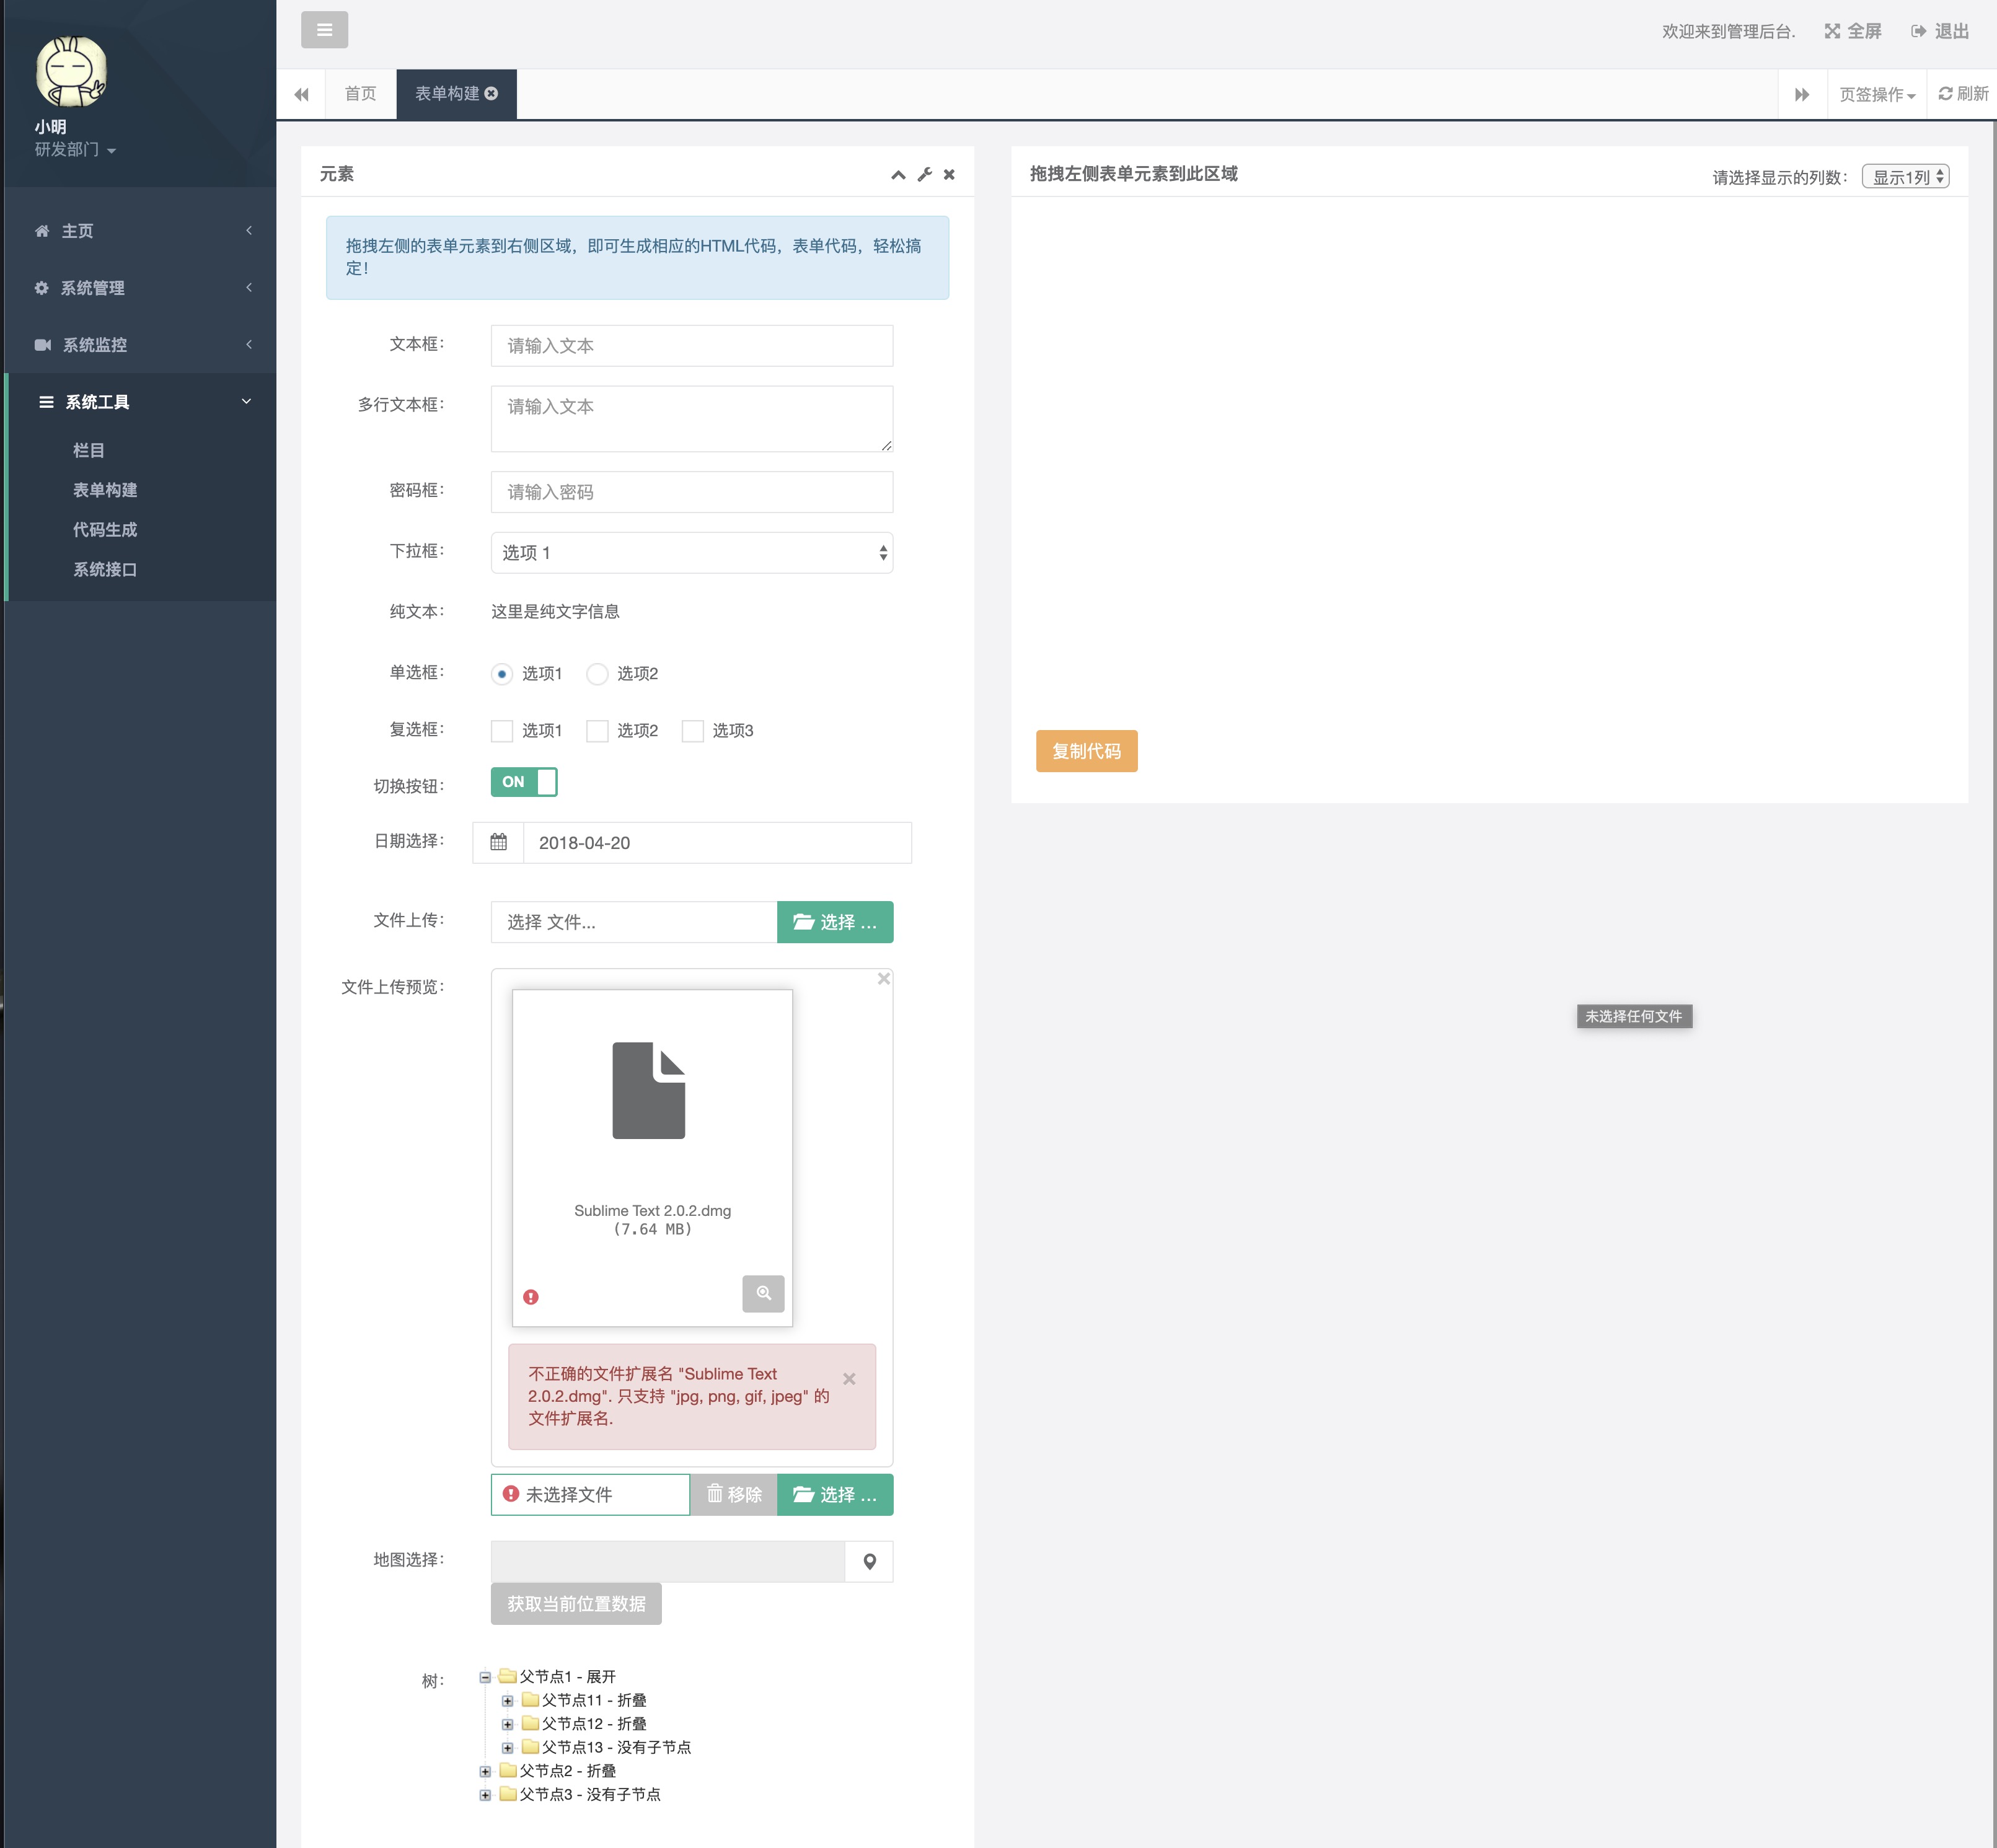 小明
研发部门
主页
系统管理
系统监控
系统工具
栏目
表单构建
代码生成
系统接口
欢迎来到管理后台.
全屏
退出
首页
表单构建
页签操作
刷新
元素
拖拽左侧的表单元素到右侧区域，即可生成相应的HTML代码，表单代码，轻松搞
定！
文本框：
请输入文本
多行文本框：
请输入文本
密码框：
请输入密码
下拉框：
选项 1
纯文本：
这里是纯文字信息
单选框：
选项1
选项2
复选框：
选项1
选项2
选项3
切换按钮：
ON
日期选择：
2018-04-20
文件上传：
选择 文件...
选择 ...
文件上传预览：
Sublime Text 2.0.2.dmg
(7.64 MB)
不正确的文件扩展名 "Sublime Text
2.0.2.dmg". 只支持 "jpg, png, gif, jpeg" 的
文件扩展名.
未选择文件
移除
选择 ...
地图选择：
获取当前位置数据
树：
父节点1 - 展开
父节点11 - 折叠
父节点12 - 折叠
父节点13 - 没有子节点
父节点2 - 折叠
父节点3 - 没有子节点
拖拽左侧表单元素到此区域
请选择显示的列数：
显示1列
复制代码
未选择任何文件